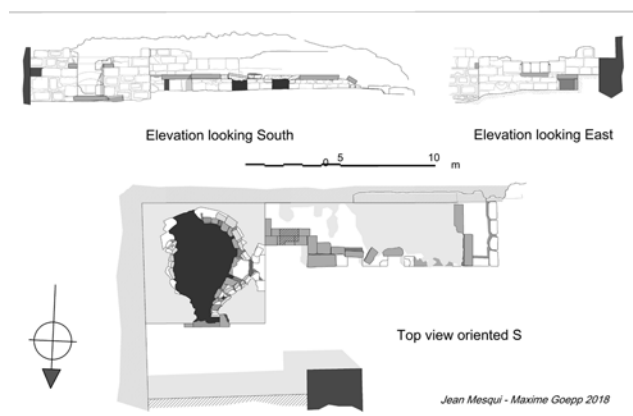 Elevation looking South
Elevation looking East
0 5 10 m
Top view oriented S
Jean Mesqui - Maxime Goepp 2018